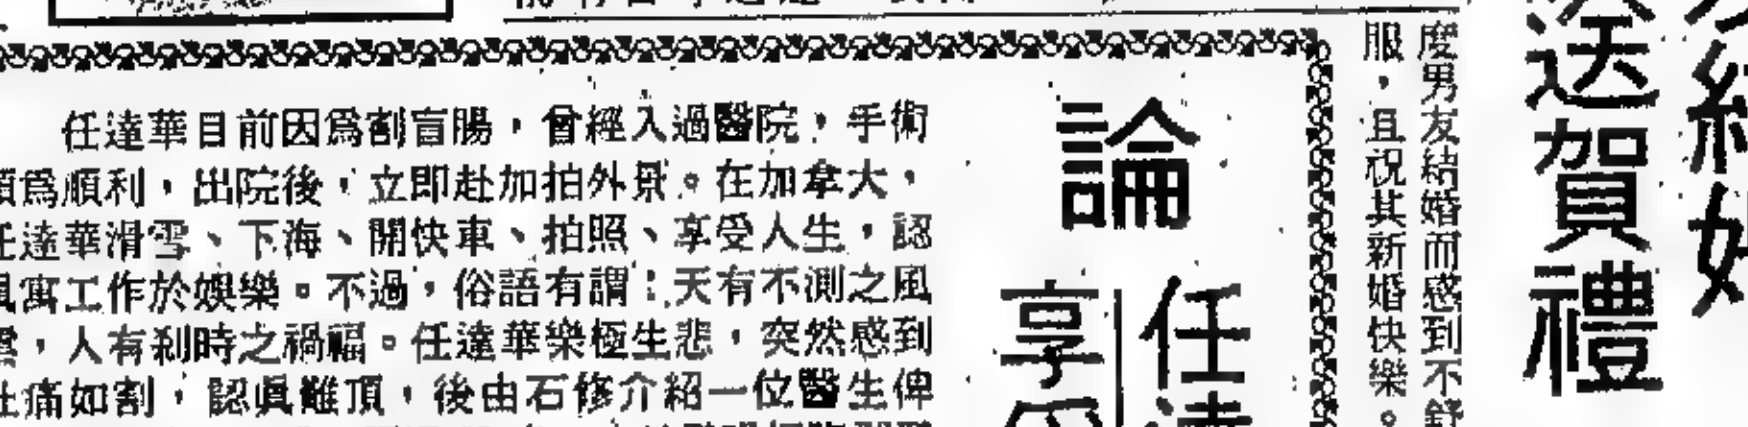 送賀禮
度男友結婚而感到不舒
服，且祝其新婚快樂。
論
任達
享受
任達華目前因爲割盲腸，曾經入過醫院，手術
頗爲順利，出院後，立即赴加拍外景。在加拿大，
任達華滑雪、下海、開快車、拍照、享受人生，認
寓工作於娛樂。不過，俗語有謂：天有不測之風
雲，人有刹時之禍福。任達華樂極生悲，突然感到
肚痛如割，認眞難頂，後由石修介紹一位醫生俾